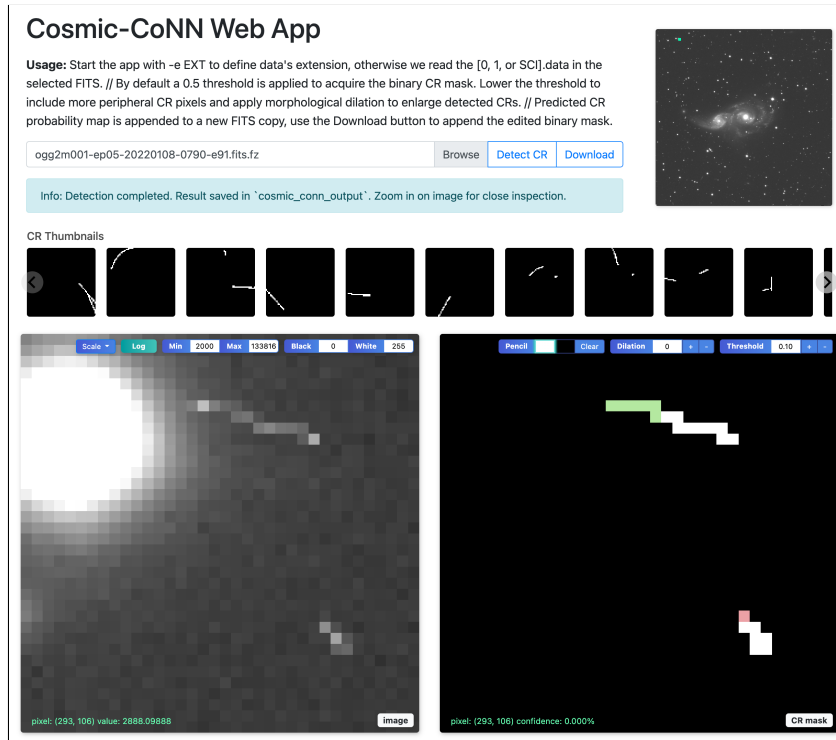 Cosmic-CoNN Web App
Usage: Start the app with -e EXT to define data's extension, otherwise we read the [0, 1, or SCI].data in the
selected FITS. // By default a 0.5 threshold is applied to acquire the binary CR mask. Lower the threshold to
include more peripheral CR pixels and apply morphological dilation to enlarge detected CRs. // Predicted CR
probability map is appended to a new FITS copy, use the Download button to append the edited binary mask.
ogg2m001-ep05-20220108-0790-e91.fits.fz Browse Detect CR Download
Info: Detection completed. Result saved in `cosmic_conn_output`. Zoom in on image for close inspection.
CR Thumbnails
Scale Log Min 2000 Max 133816 Black 0 White 255
Pencil Clear Dilation 0 + - Threshold 0.10 + -
pixel: (293, 106) value: 2888.09888 image
pixel: (293, 106) confidence: 0.000% CR mask